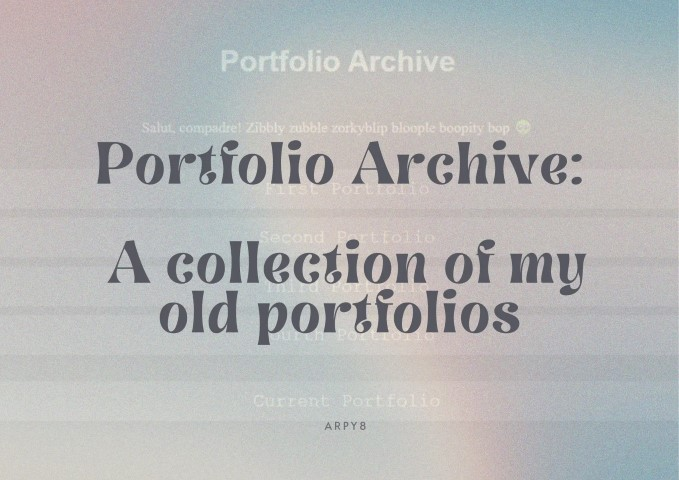 Portfolio Archive
Salut, compadre! Zibbly zubble zorkyblip bloople boopity bop
Portfolio Archive:
First Portfolio
Second Portfolio
A collection of my
Third Portfolio
old portfolios
Fourth Portfolio
Current Portfolio
ARPY8